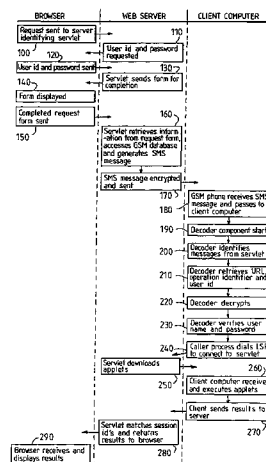 BROWSER
WEB SERVER
CLIENT COMPUTER
Request sent to server
identifying servlet
110
100
120
User id and password
requested
User id and password sent
130
140
Servlet sends form for
completion
Form displayed
Completed request
form sent
150
160
Servlet retrieves inform
-ation from request form,
accesses GSM database
and generates SMS
message
SMS message encrypted
and sent
170
180
GSM phone receives SMS
message and passes to
client computer
190
Decoder component start
200
Decoder identifies
messages from servlet
210
Decoder retrieves URL,
operation identifier and
user id
220
Decoder decrypts
230
Decoder verifies user
name and password
240
Caller process dials IS
to connect to servlet
Servlet downloads
applets
250
260
Client computer receive
and executes applets
Client sends results to
server
270
Servlet matches session
id's and returns
results to browser
280
290
Browser receives and
displays results